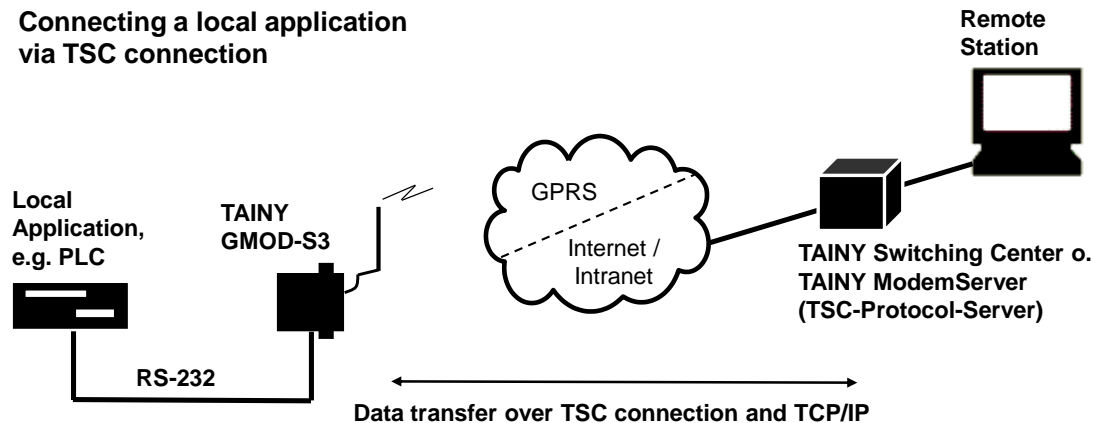 Connecting a local application
via TSC connection
Remote
Station
Local
Application,
e.g. PLC
TAINY
GMOD-S3
GPRS
Internet /
Intranet
TAINY Switching Center o.
TAINY ModemServer
(TSC-Protocol-Server)
RS-232
Data transfer over TSC connection and TCP/IP